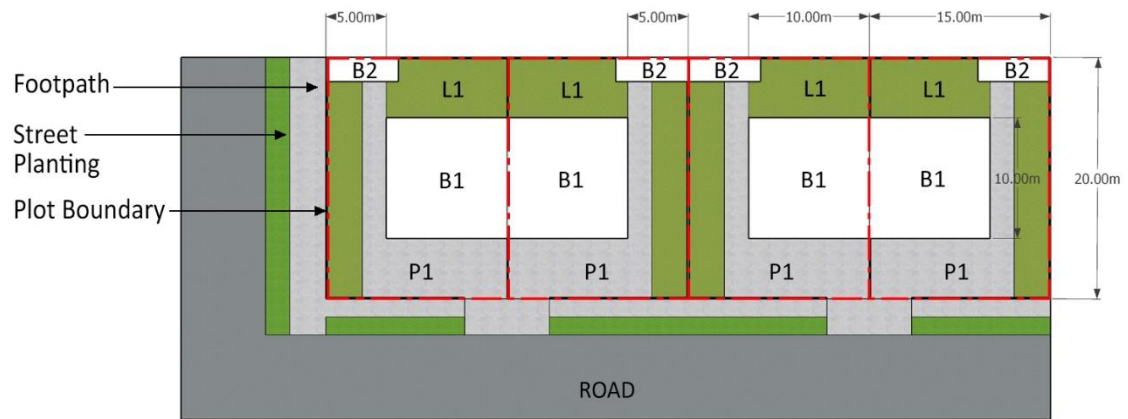 5.00m 5.00m 10.00m 15.00m
B2 B2 B2 B2
Footpath
L1 L1 L1 L1
Street
Planting
B1 B1 B1 B1
10.00m
20.00m
Plot Boundary
P1 P1 P1 P1
ROAD